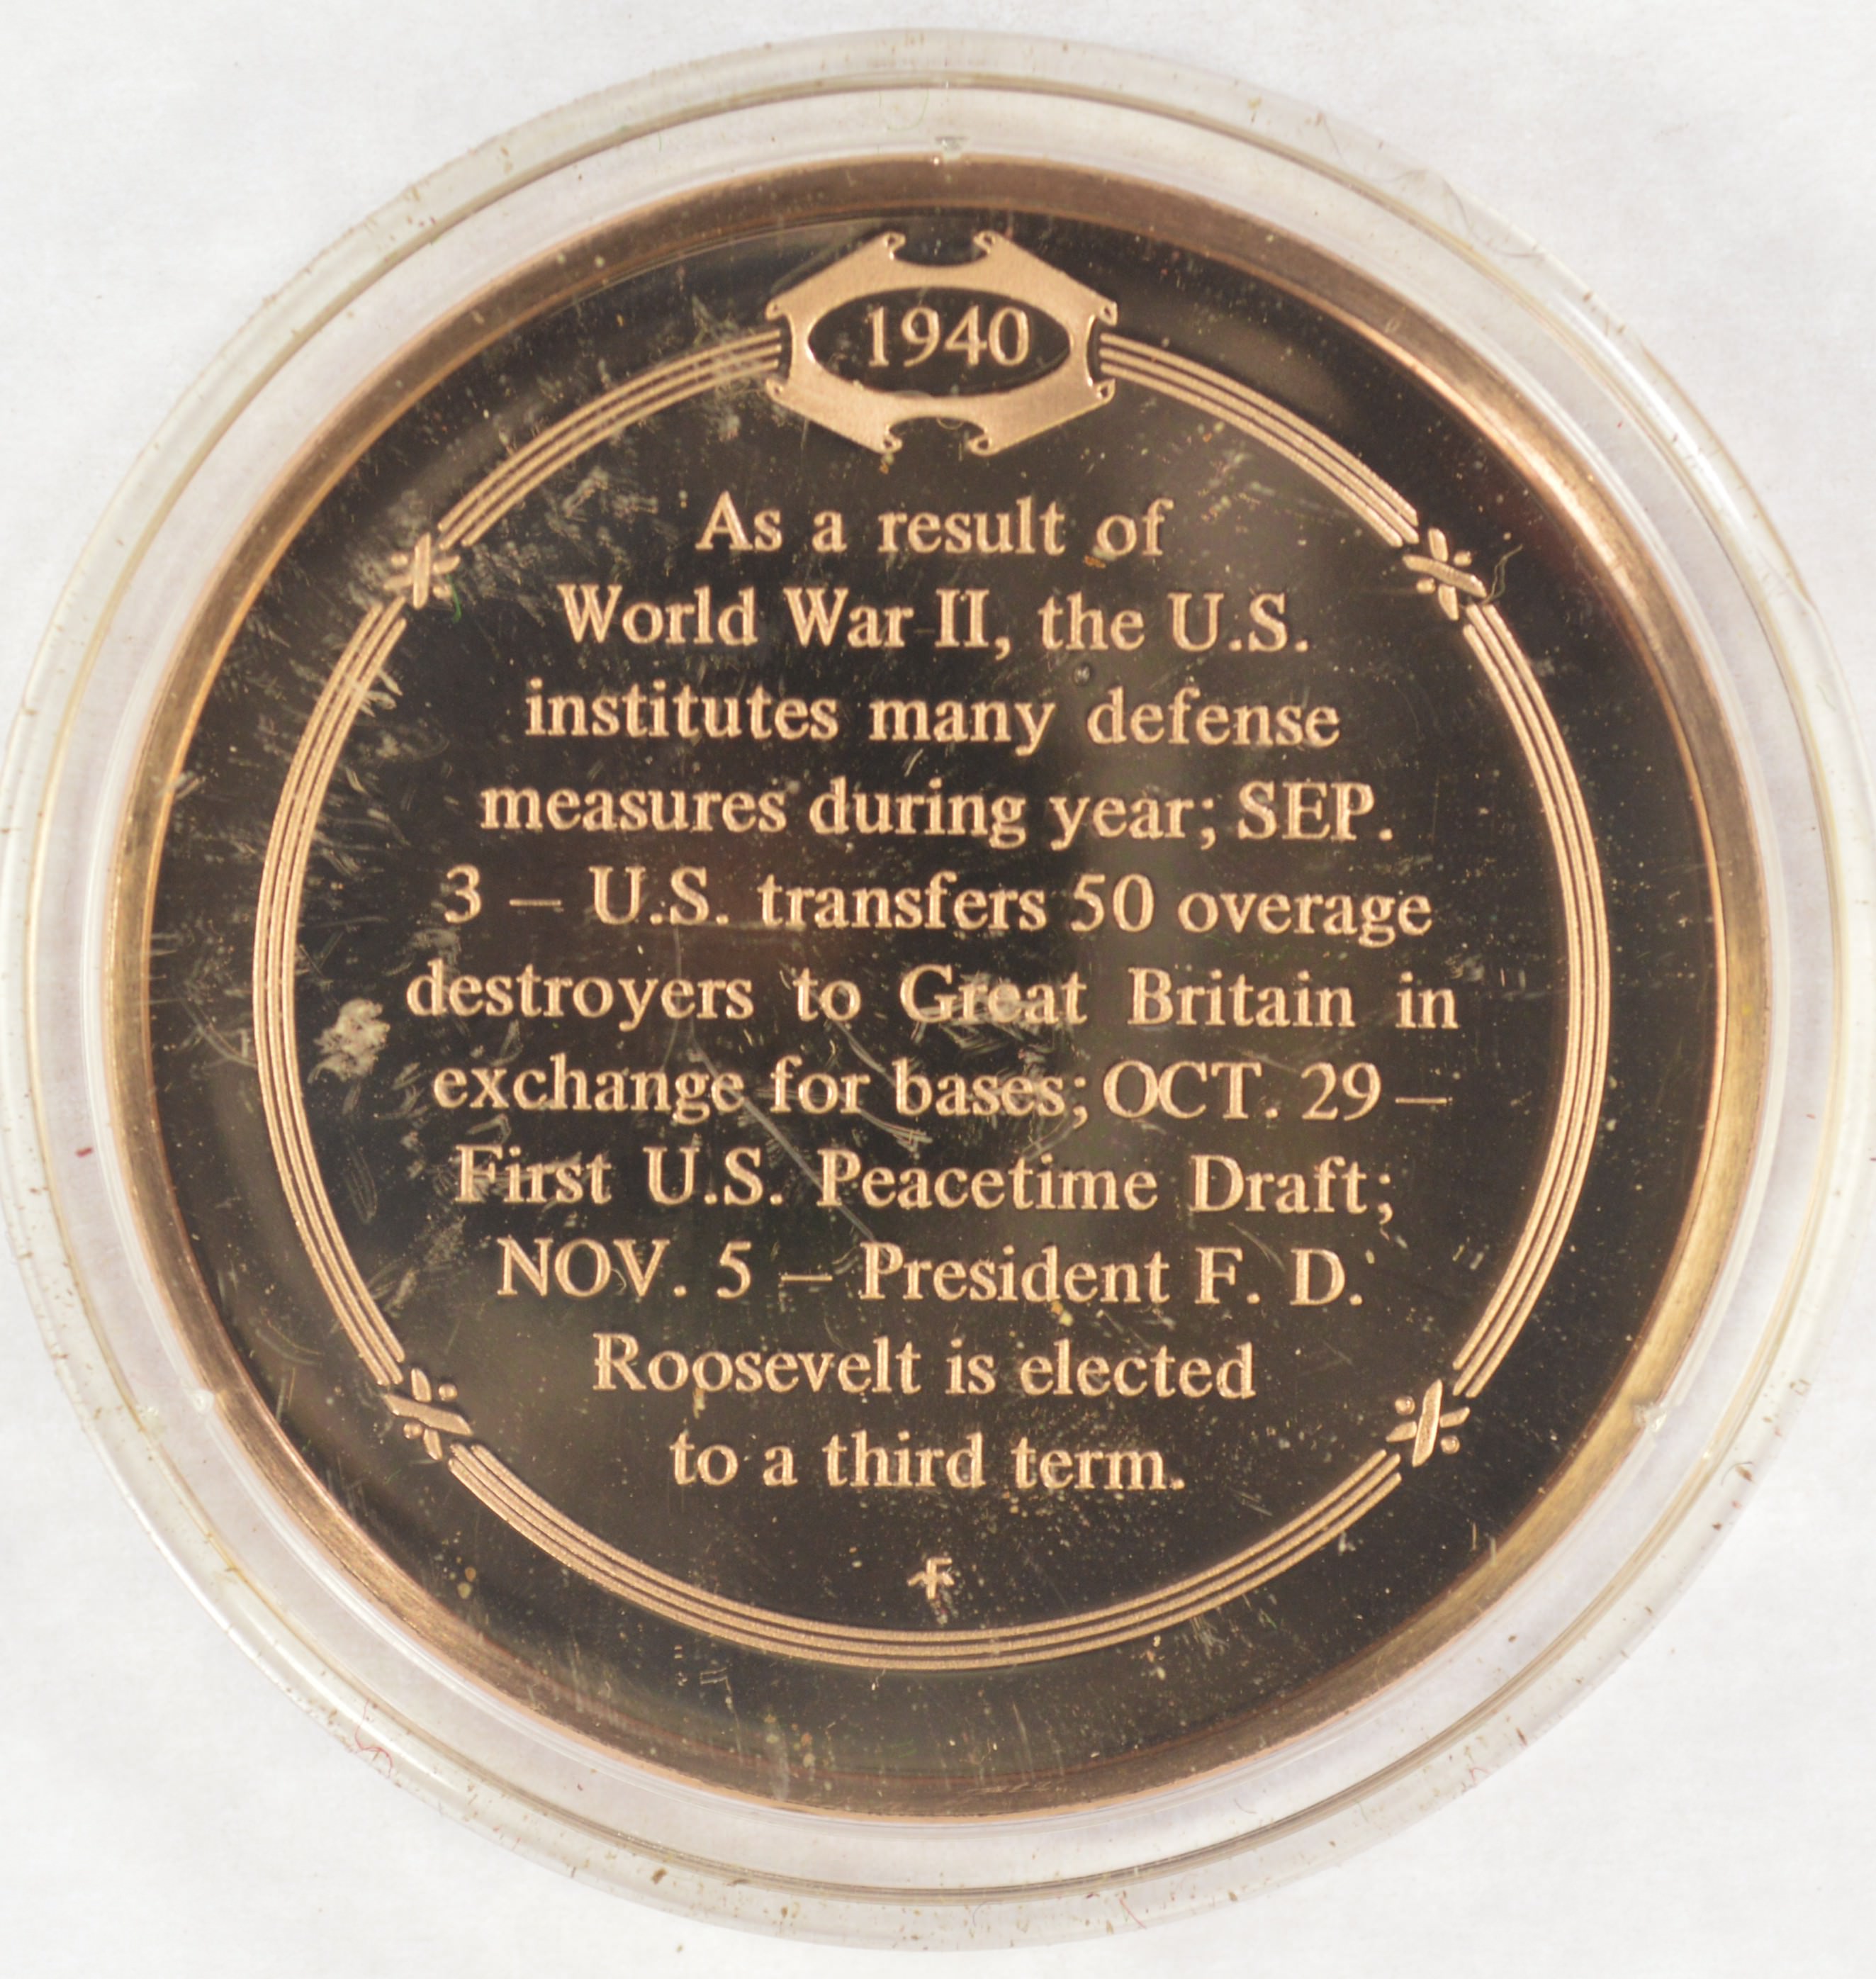 1940
As a result of
World War II, the U.S.
institutes many defense
measures during year; SEP.
3 – U.S. transfers 50 overage
destroyers to Great Britain in
exchange for bases; OCT. 29 –
First U.S. Peacetime Draft;
NOV. 5 – President F. D.
Roosevelt is elected
to a third term.
F